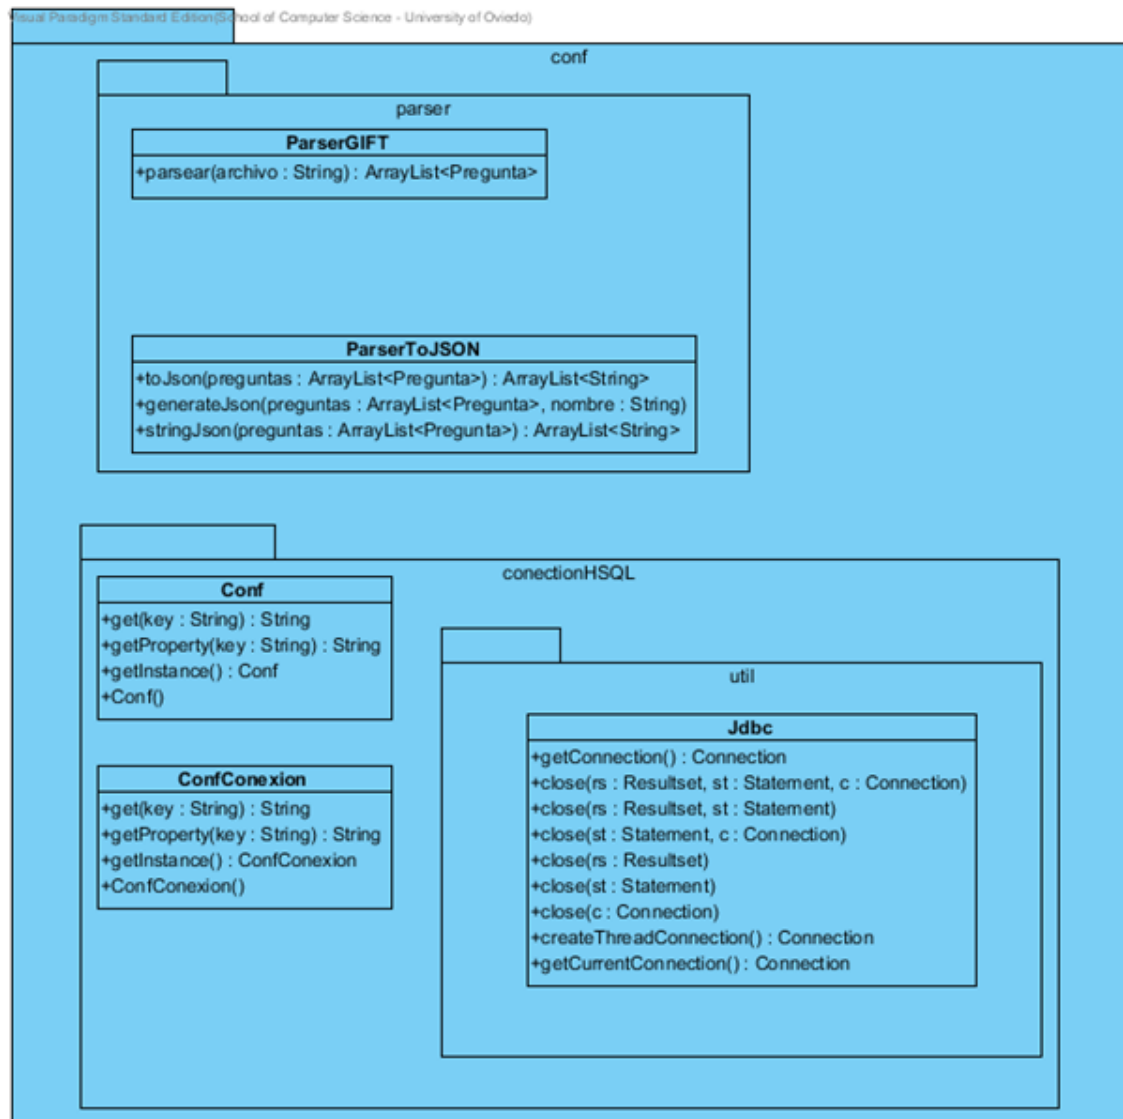 Visual Paradigm Standard Edition(School of Computer Science - University of Oviedo)
conf
parser
ParserGIFT
+parsear(archivo : String) : ArrayList<Pregunta>
ParserToJSON
+toJson(preguntas : ArrayList<Pregunta>) : ArrayList<String>
+generateJson(preguntas : ArrayList<Pregunta>, nombre : String)
+stringJson(preguntas : ArrayList<Pregunta>) : ArrayList<String>
conectionHSQL
Conf
+get(key : String) : String
+getProperty(key : String) : String
+getInstance() : Conf
+Conf()
ConfConexion
+get(key : String) : String
+getProperty(key : String) : String
+getInstance() : ConfConexion
+ConfConexion()
util
Jdbc
+getConnection() : Connection
+close(rs : Resultset, st : Statement, c : Connection)
+close(rs : Resultset, st : Statement)
+close(st : Statement, c : Connection)
+close(rs : Resultset)
+close(st : Statement)
+close(c : Connection)
+createThreadConnection() : Connection
+getCurrentConnection() : Connection